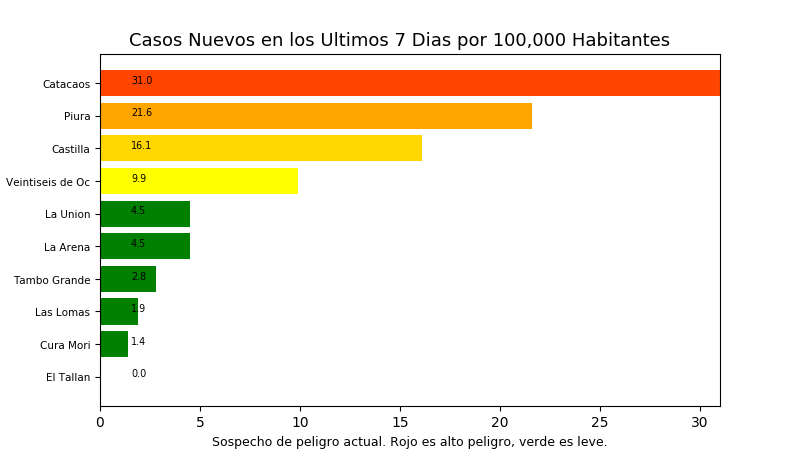 Casos Nuevos en los Ultimos 7 Dias por 100,000 Habitantes
Catacaos 31.0
Piura 21.6
Castilla 16.1
Veintiseis de Oc 9.9
La Union 4.5
La Arena 4.5
Tambo Grande 2.8
Las Lomas 1.9
Cura Mori 1.4
El Tallan 0.0
0 5 10 15 20 25 30
Sospecho de peligro actual. Rojo es alto peligro, verde es leve.